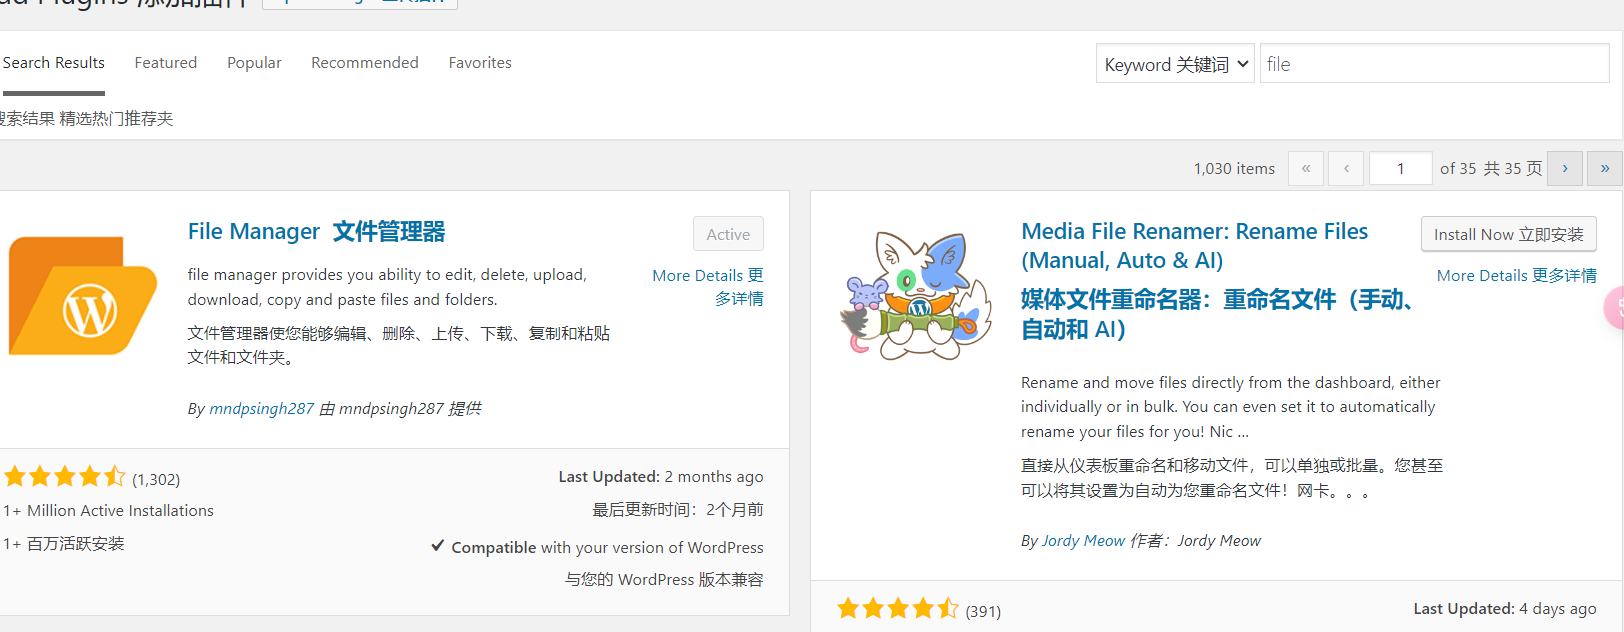 Search Results Featured Popular Recommended Favorites
Keyword 关键词 file
搜索结果 精选热门推荐夹
1,030 items « ‹ 1 of 35 共 35 页 › »
File Manager 文件管理器
Active
file manager provides you ability to edit, delete, upload,
download, copy and paste files and folders.
More Details 更
多详情
文件管理器使您能够编辑、删除、上传、下载、复制和粘贴
文件和文件夹。
By mndpsingh287 由 mndpsingh287 提供
(1,302)
1+ Million Active Installations
1+ 百万活跃安装
Last Updated: 2 months ago
最后更新时间：2个月前
Compatible with your version of WordPress
与您的 WordPress 版本兼容
Media File Renamer: Rename Files
(Manual, Auto & AI)
媒体文件重命名器：重命名文件（手动、
自动和 AI）
Install Now 立即安装
More Details 更多详情
Rename and move files directly from the dashboard, either
individually or in bulk. You can even set it to automatically
rename your files for you! Nic ...
直接从仪表板重命名和移动文件，可以单独或批量。您甚至
可以将其设置为自动为您重命名文件！网卡。。。
By Jordy Meow 作者：Jordy Meow
(391)
Last Updated: 4 days ago